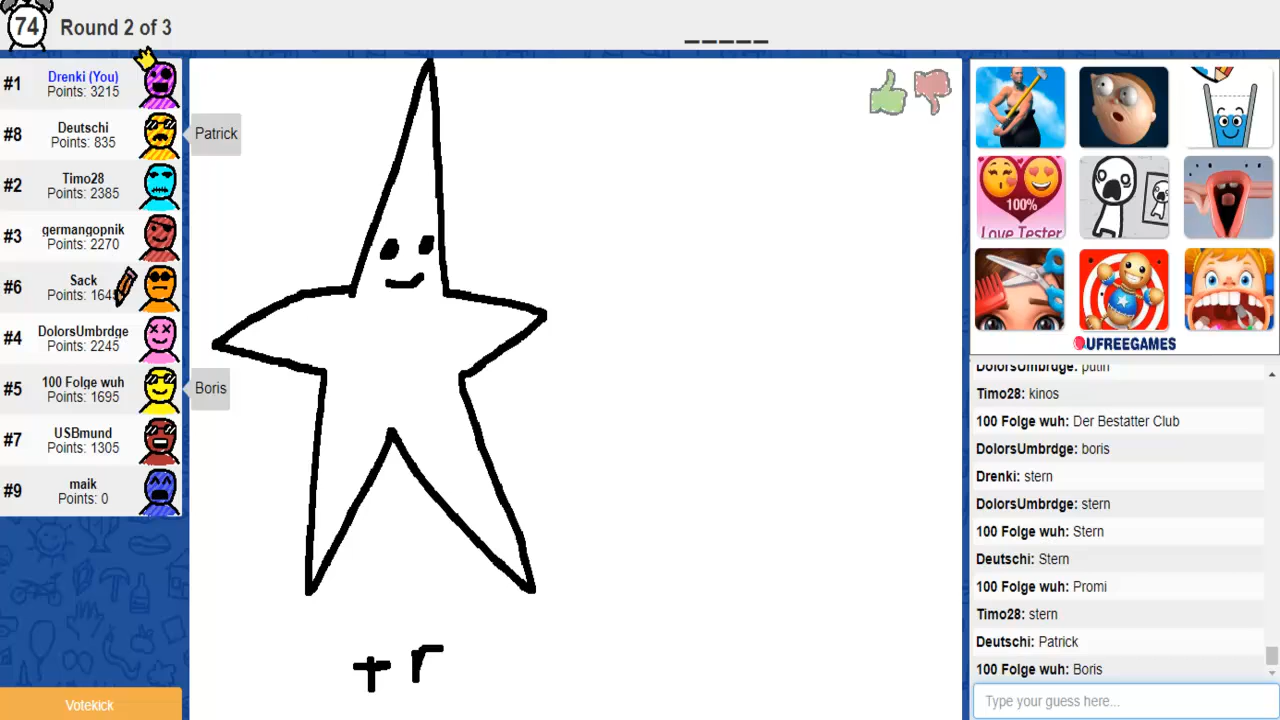 74
Round 2 of 3
_____
#1
Drenki (You)
Points: 3215
#8
Deutschi
Points: 835
Patrick
#2
Timo28
Points: 2385
#3
germangopnik
Points: 2270
#6
Sack
#4
DolorsUmbrdge
Points: 2245
#5
100 Folge wuh
Points: 1695
Boris
#7
USBmund
Points: 1305
#9
maik
Points: 0
Votekick
+ r
100%
Love Tester
UFREEGAMES
DolorsUmbrdge: putin
Timo28: kinos
100 Folge wuh: Der Bestatter Club
DolorsUmbrdge: boris
Drenki: stern
DolorsUmbrdge: stern
100 Folge wuh: Stern
Deutschi: Stern
100 Folge wuh: Promi
Timo28: stern
Deutschi: Patrick
100 Folge wuh: Boris
Type your guess here...